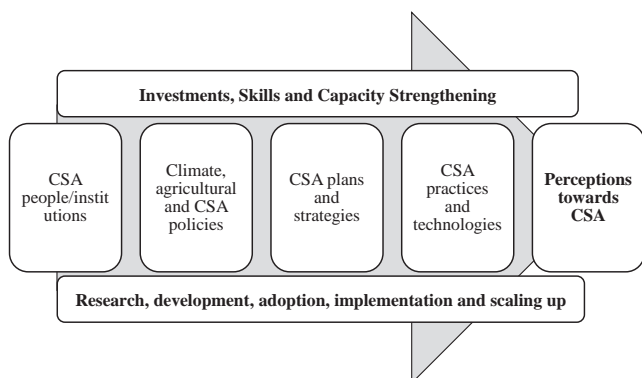 Investments, Skills and Capacity Strengthening
CSA
people/instit
utions
Climate,
agricultural
and CSA
policies
CSA plans
and
strategies
CSA
practices
and
technologies
Perceptions
towards
CSA
Research, development, adoption, implementation and scaling up